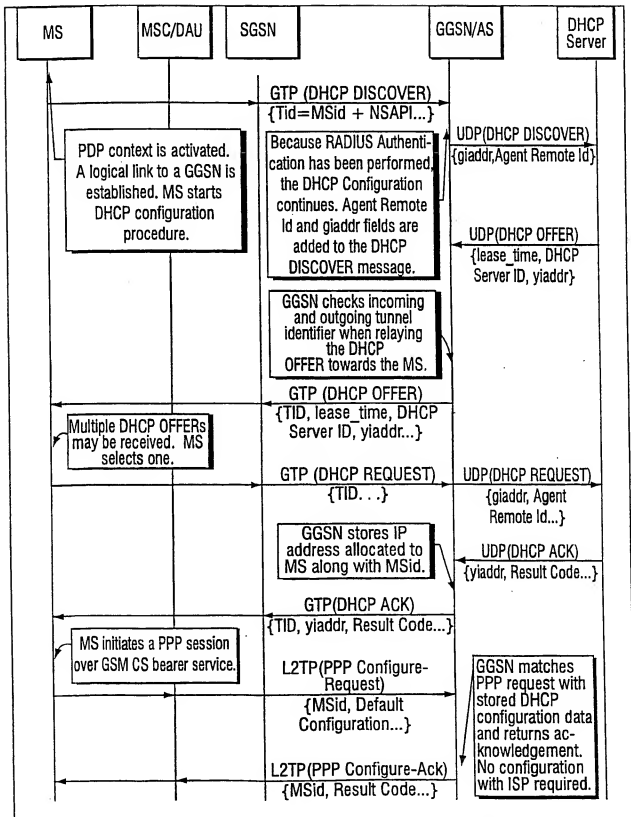 MS
MSC/DAU
SGSN
GGSN/AS
DHCP
Server
GTP (DHCP DISCOVER)
{Tid=MSid + NSAPI...}
PDP context is activated.
A logical link to a GGSN is
established. MS starts
DHCP configuration
procedure.
Because RADIUS Authenti-
cation has been performed,
the DHCP Configuration
continues. Agent Remote
Id and giaddr fields are
added to the DHCP
DISCOVER message.
UDP(DHCP DISCOVER)
{giaddr,Agent Remote Id}
UDP(DHCP OFFER)
{lease_time, DHCP
Server ID, yiaddr}
GGSN checks incoming
and outgoing tunnel
identifier when relaying
the DHCP
OFFER towards the MS.
GTP (DHCP OFFER)
{TID, lease_time, DHCP
Server ID, yiaddr...}
Multiple DHCP OFFERs
may be received. MS
selects one.
GTP (DHCP REQUEST)
{TID. . .}
UDP(DHCP REQUEST)
{giaddr, Agent
Remote Id...}
GGSN stores IP
address allocated to
MS along with MSid.
UDP(DHCP ACK)
{yiaddr, Result Code...}
GTP(DHCP ACK)
{TID, yiaddr, Result Code...}
MS initiates a PPP session
over GSM CS bearer service.
L2TP(PPP Configure-
Request)
{MSid, Default
Configuration...}
GGSN matches
PPP request with
stored DHCP
configuration data
and returns ac-
knowledgement.
No configuration
with ISP required.
L2TP(PPP Configure-Ack)
{MSid, Result Code...}